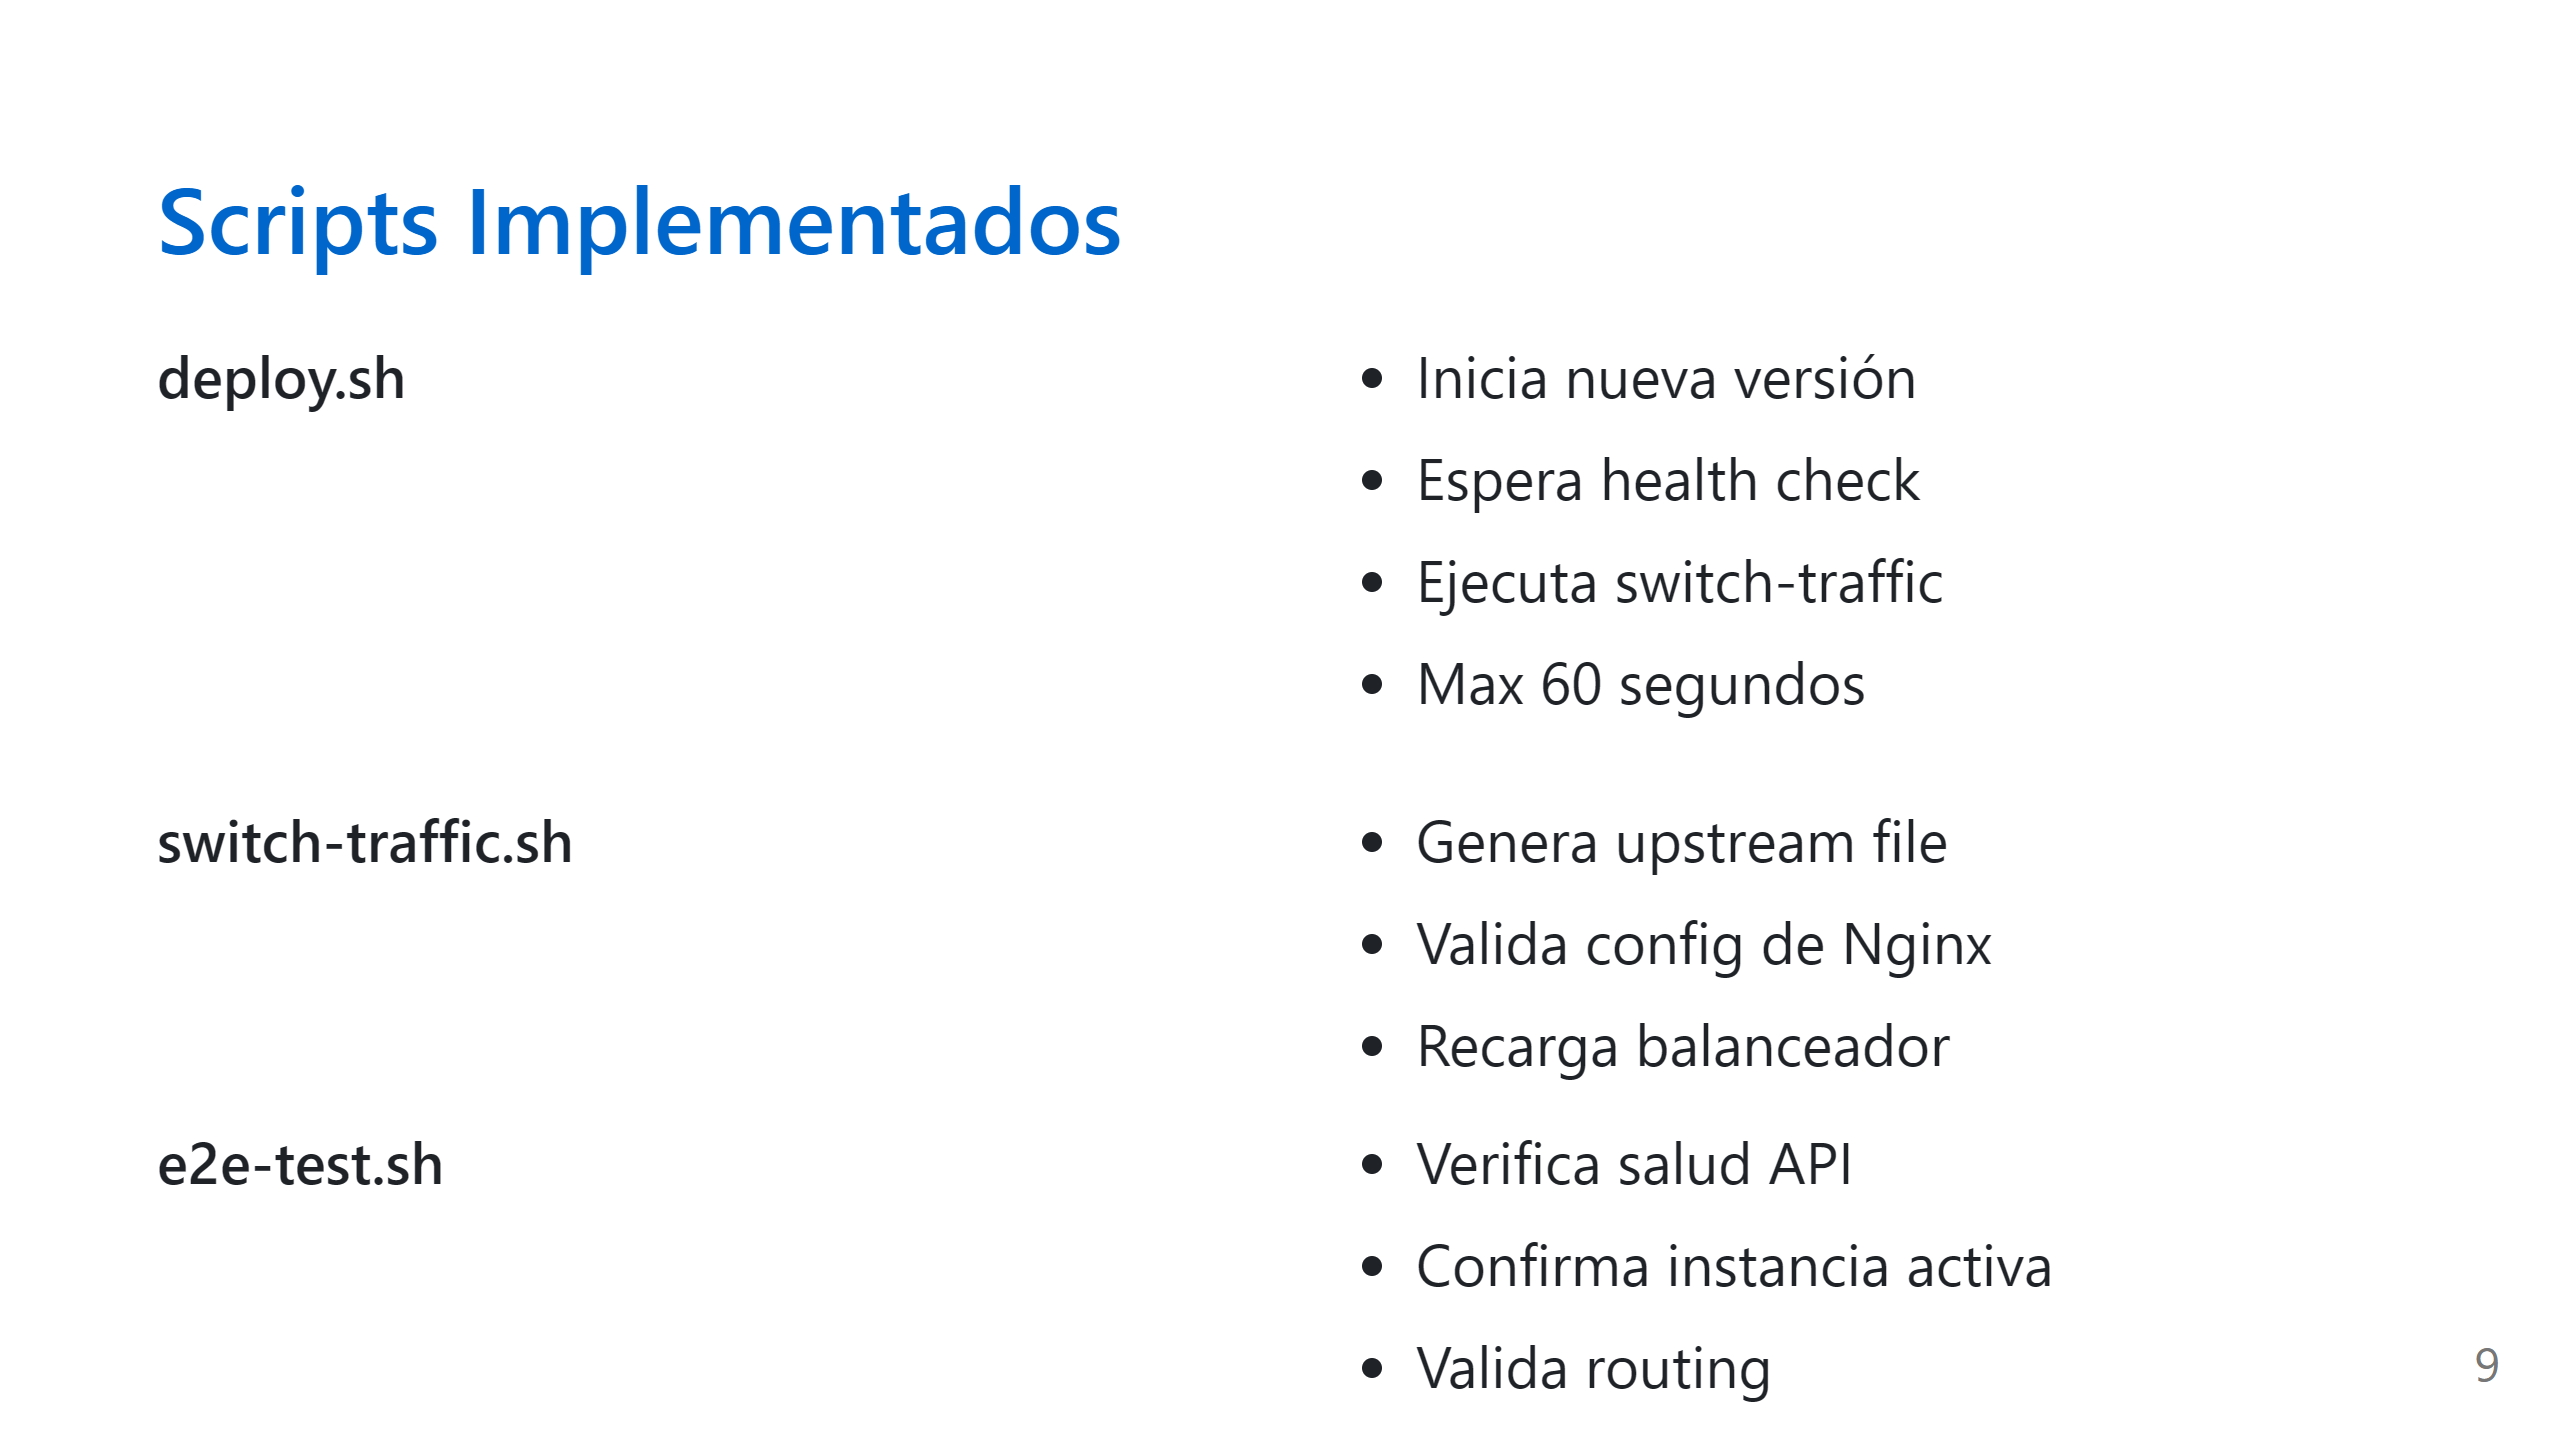 Scripts Implementados
deploy.sh
• Inicia nueva versión
• Espera health check
• Ejecuta switch-traffic
• Max 60 segundos
switch-traffic.sh
• Genera upstream file
• Valida config de Nginx
• Recarga balanceador
e2e-test.sh
• Verifica salud API
• Confirma instancia activa
• Valida routing
9